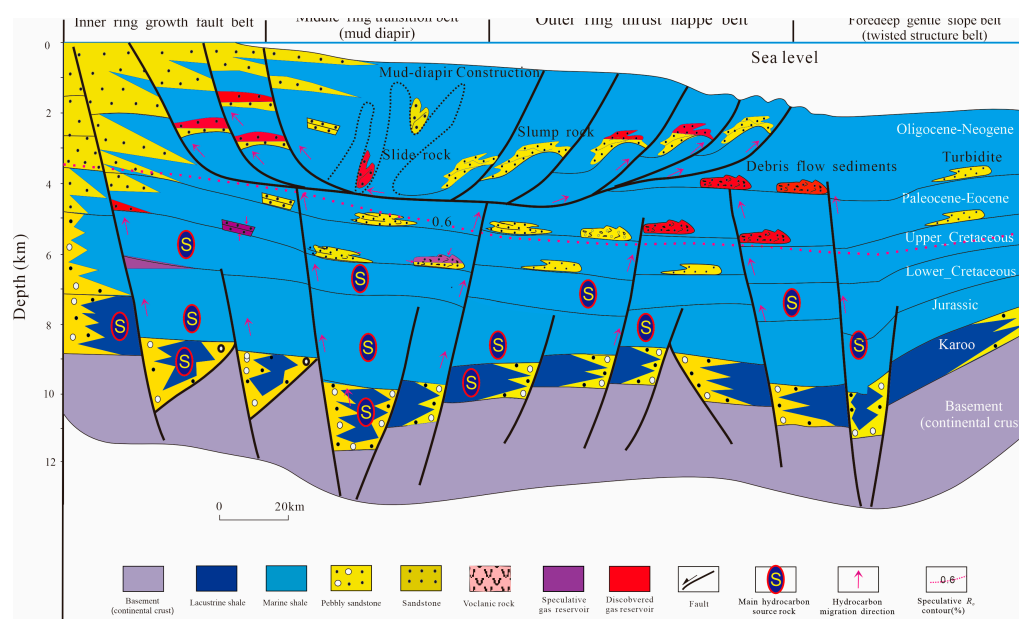 Inner ring growth fault belt
Middle ring transition belt
(mud diapir)
Outer ring thrust nappe belt
Foredeep gentle slope belt
(twisted structure belt)
Sea level
Mud-diapir Construction
Slump rock
Slide rock
Debris flow sediments
Oligocene-Neogene
Turbidite
Paleocene-Eocene
0.6
Upper_Cretaceous
Lower_Cretaceous
Jurassic
Karoo
Basement
(continental crus
Depth (km)
0
2
4
6
8
10
12
S
S
S
S
S
S
S
S
S
S
S
S
S
S
0
20km
Basement
(continental crust)
Lacustrine shale
Marine shale
Pebbly sandstone
Sandstone
Voclanic rock
Speculative
gas reservoir
Discovbered
gas reservoir
Fault
S
Main hydrocarbon
source rock
Hydrocarbon
migration direction
0.6
Speculative Ro
contour(%)